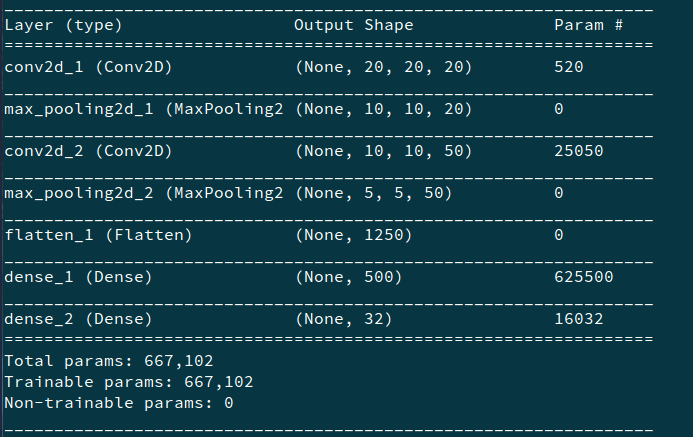 _________________________________________________________________
Layer (type)                 Output Shape              Param #
=================================================================
conv2d_1 (Conv2D)            (None, 20, 20, 20)        520
_________________________________________________________________
max_pooling2d_1 (MaxPooling2 (None, 10, 10, 20)        0
_________________________________________________________________
conv2d_2 (Conv2D)            (None, 10, 10, 50)        25050
_________________________________________________________________
max_pooling2d_2 (MaxPooling2 (None, 5, 5, 50)          0
_________________________________________________________________
flatten_1 (Flatten)          (None, 1250)              0
_________________________________________________________________
dense_1 (Dense)              (None, 500)               625500
_________________________________________________________________
dense_2 (Dense)              (None, 32)                16032
=================================================================
Total params: 667,102
Trainable params: 667,102
Non-trainable params: 0
_________________________________________________________________